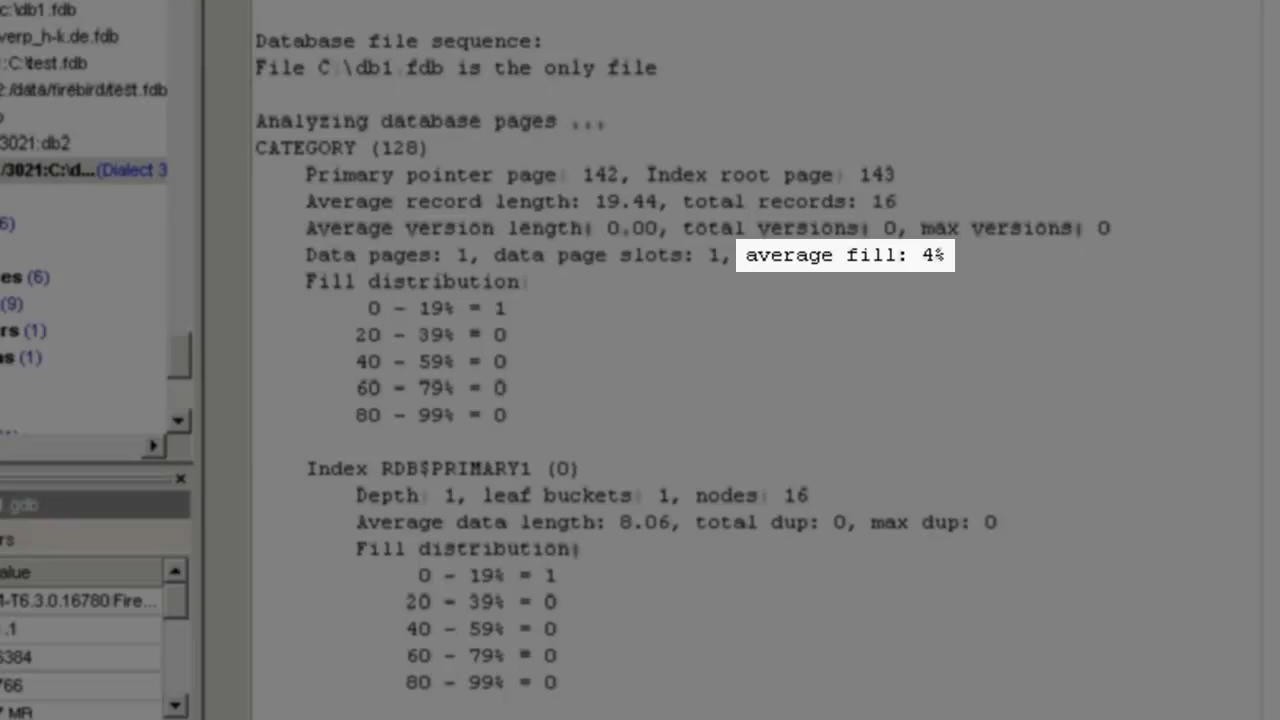 c:\db1.fdb
verp_h-k.de.fdb
:C:\test.fdb
2:/data/firebird/test.fdb
3021:db2
/3021:C:\d...(Dialect 3
6)
es (6)
(9)
rs (1)
as (1)
gdb
rs
alue
-T6.3.0.16780 Fire...
.1
6384
766
MR
Database file sequence:
File C:\db1.fdb is the only file
Analyzing database pages ...
CATEGORY (128)
Primary pointer page: 142, Index root page: 143
Average record length: 19.44, total records: 16
Average version length: 0.00, total versions: 0, max versions: 0
Data pages: 1, data page slots: 1, average fill: 4%
Fill distribution:
0 - 19% = 1
20 - 39% = 0
40 - 59% = 0
60 - 79% = 0
80 - 99% = 0
Index RDB$PRIMARY1 (0)
Depth: 1, leaf buckets: 1, nodes: 16
Average data length: 8.06, total dup: 0, max dup: 0
Fill distribution:
0 - 19% = 1
20 - 39% = 0
40 - 59% = 0
60 - 79% = 0
80 - 99% = 0